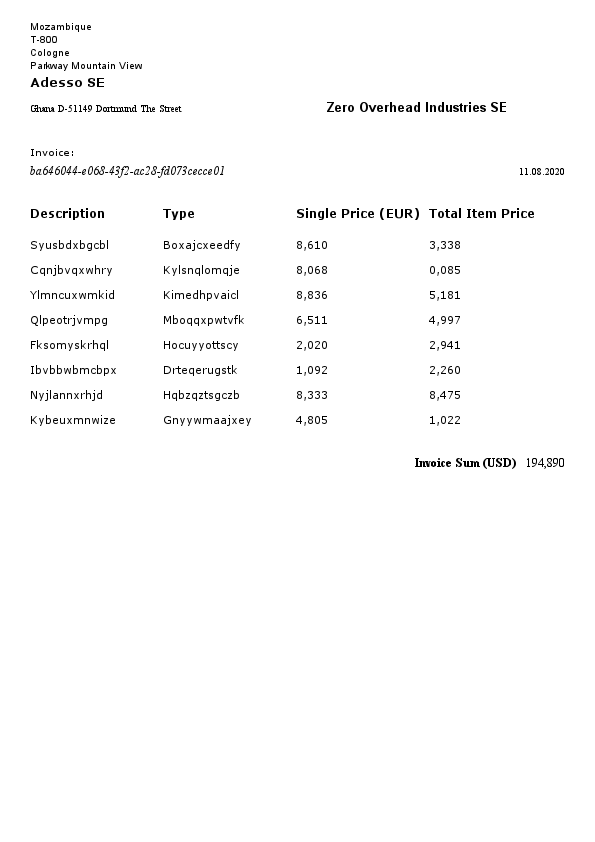 Mozambique
T-800
Cologne
Parkway Mountain View
Adesso SE
Ghana D-51149 Dortmund The Street
Zero Overhead Industries SE
Invoice:
ba646044-e068-43f2-ac28-fd073cecce01
11.08.2020
Description Type Single Price (EUR) Total Item Price
Syusbdxbgcbl Boxajcxeedfy 8,610 3,338
Cqnjbvqxwhry Kylsnqlomqje 8,068 0,085
Ylmncuxwmkid Kimedhpvaicl 8,836 5,181
Qlpeotrjvmpg Mboqqxpwtvfk 6,511 4,997
Fksomyskrhql Hocuyyottscy 2,020 2,941
Ibvbbwbmcbpx Drteqerugstk 1,092 2,260
Nyjlannxrhjd Hqbzqztsgczb 8,333 8,475
Kybeuxmnwize Gnyywmaajxey 4,805 1,022
Invoice Sum (USD) 194,890